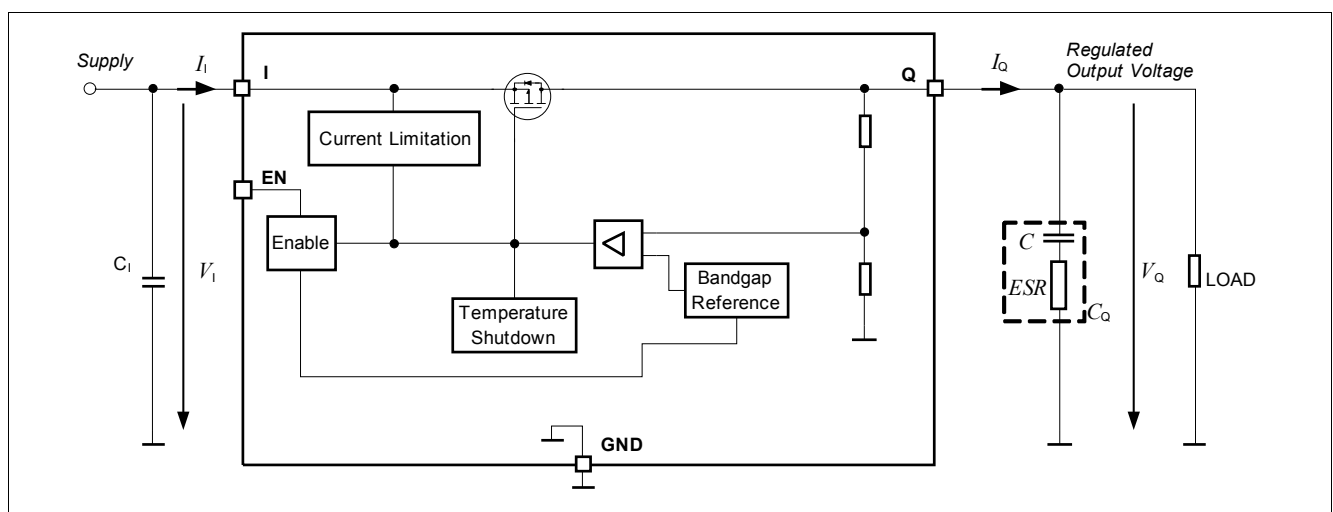 Supply
I_I
I
Q
I_Q
Regulated
Output Voltage
Current Limitation
EN
Enable
C_I
V_I
Bandgap
Reference
Temperature
Shutdown
C
ESR
C_Q
V_Q
LOAD
GND